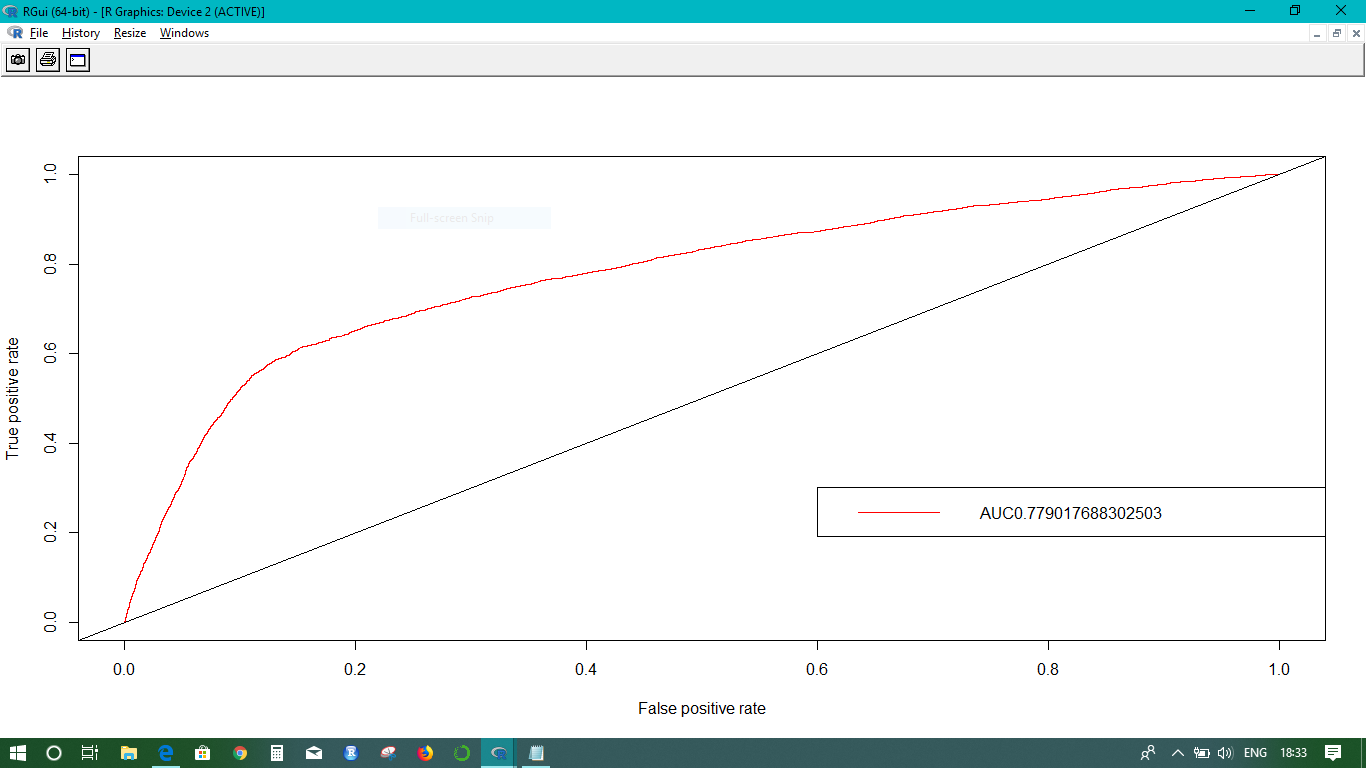 RGui (64-bit) - [R Graphics: Device 2 (ACTIVE)]
File History Resize Windows
Full-screen Snip
1.0
0.8
0.6
0.4
0.2
0.0
True positive rate
AUC0.779017688302503
0.0 0.2 0.4 0.6 0.8 1.0
False positive rate
ENG 18:33